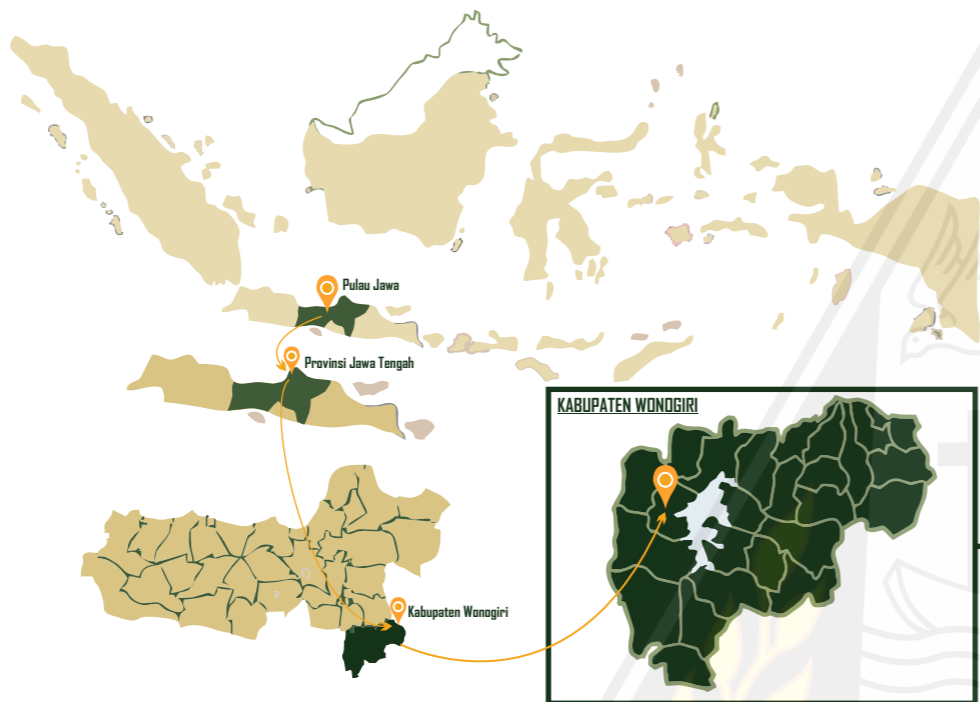 Pulau Jawa
Provinsi Jawa Tengah
KABUPATEN WONOGIRI
Kabupaten Wonogiri